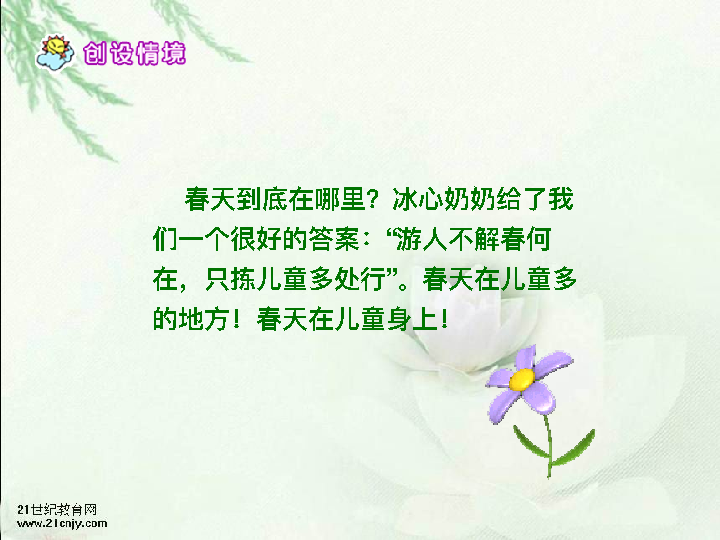 创设情境
春天到底在哪里？冰心奶奶给了我
们一个很好的答案：“游人不解春何
在，只拣儿童多处行”。春天在儿童多
的地方！春天在儿童身上！
21世纪教育网
www.21cnjy.com